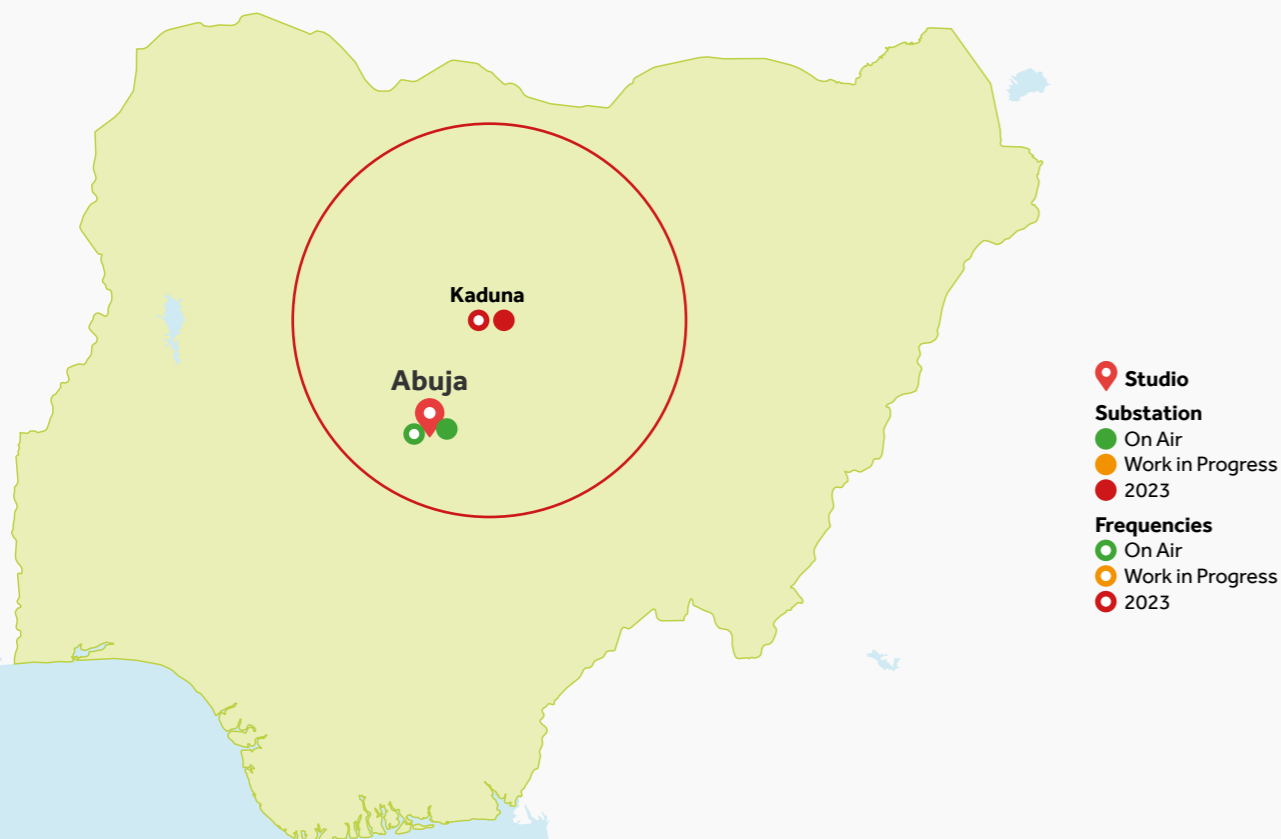 Kaduna
Abuja
Studio
Substation
On Air
Work in Progress
2023
Frequencies
On Air
Work in Progress
2023